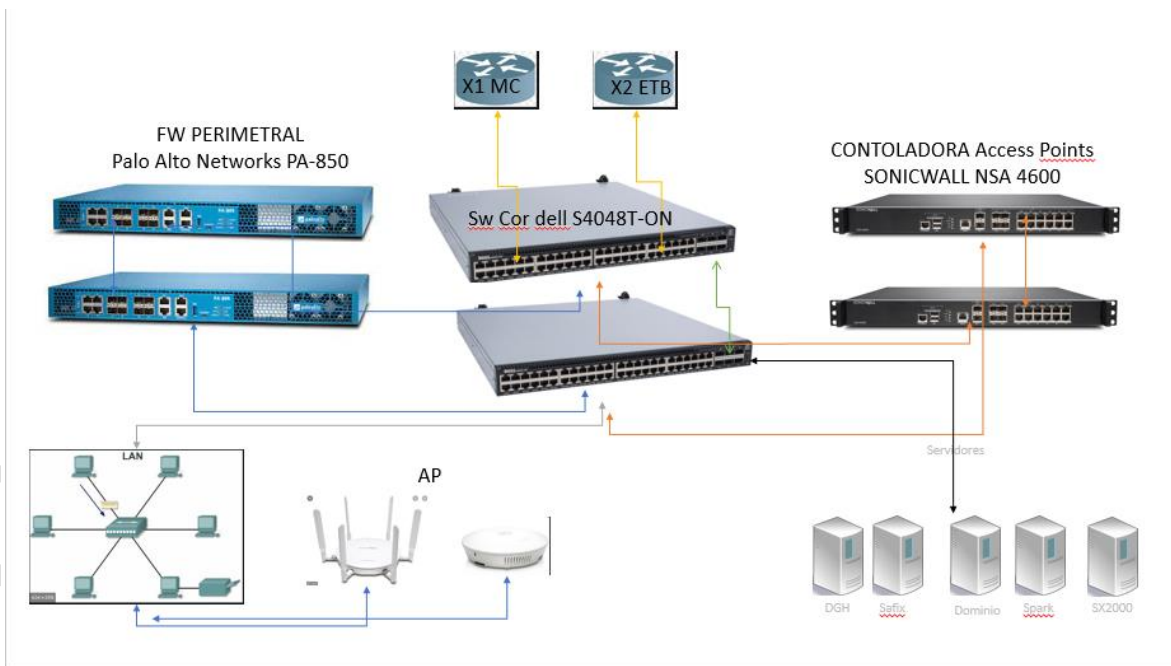 X1 MC
X2 ETB
FW PERIMETRAL
Palo Alto Networks PA-850
CONTOLADORA Access Points
SONICWALL NSA 4600
Sw Cor dell S4048T-ON
LAN
AP
Servidores
DGH
Safix
Dominio
Spark
SX2000